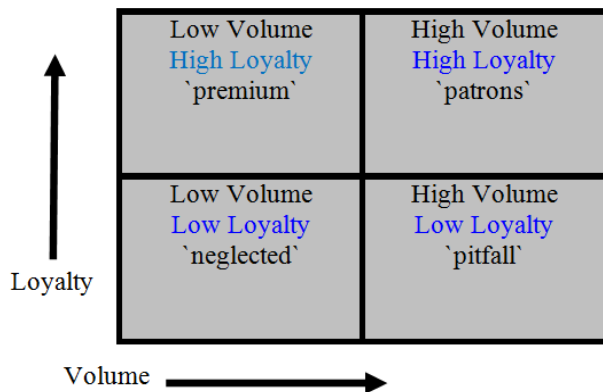 Low Volume
High Loyalty
`premium`
High Volume
High Loyalty
`patrons`
Low Volume
Low Loyalty
`neglected`
High Volume
Low Loyalty
`pitfall`
Loyalty
Volume